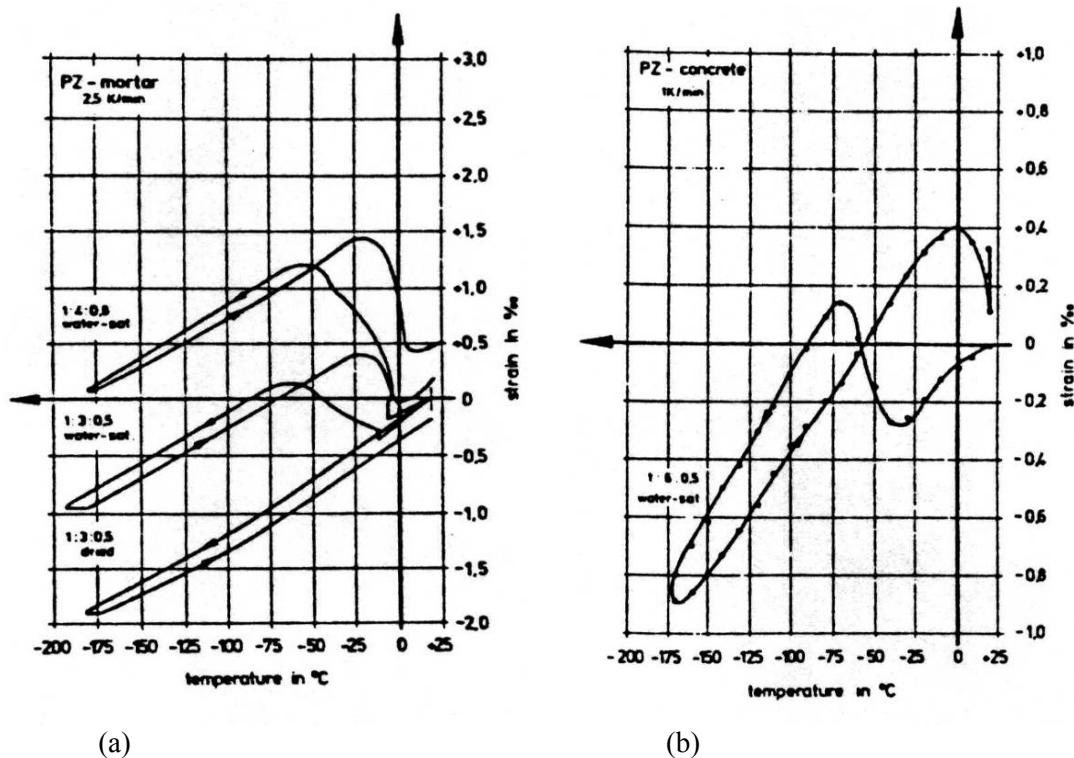 PZ - mortar
2,5 K/min
+3,0
+2,5
+2,0
+1,5
+1,0
+0,5
0
-0,5
-1,0
-1,5
-2,0
strain in ‰
1:4:0,8
water-sat
1:3:0,5
water-sat.
1:3:0,5
dried
-200 -175 -150 -125 -100 -75 -50 -25 0 +25
temperature in °C
(a)
PZ - concrete
1K/min
+1,0
+0,8
+0,6
+0,4
+0,2
0
-0,2
-0,4
-0,6
-0,8
-1,0
strain in ‰
water-sat
-200 -175 -150 -125 -100 -75 -50 -25 0 +25
temperature in °C
(b)